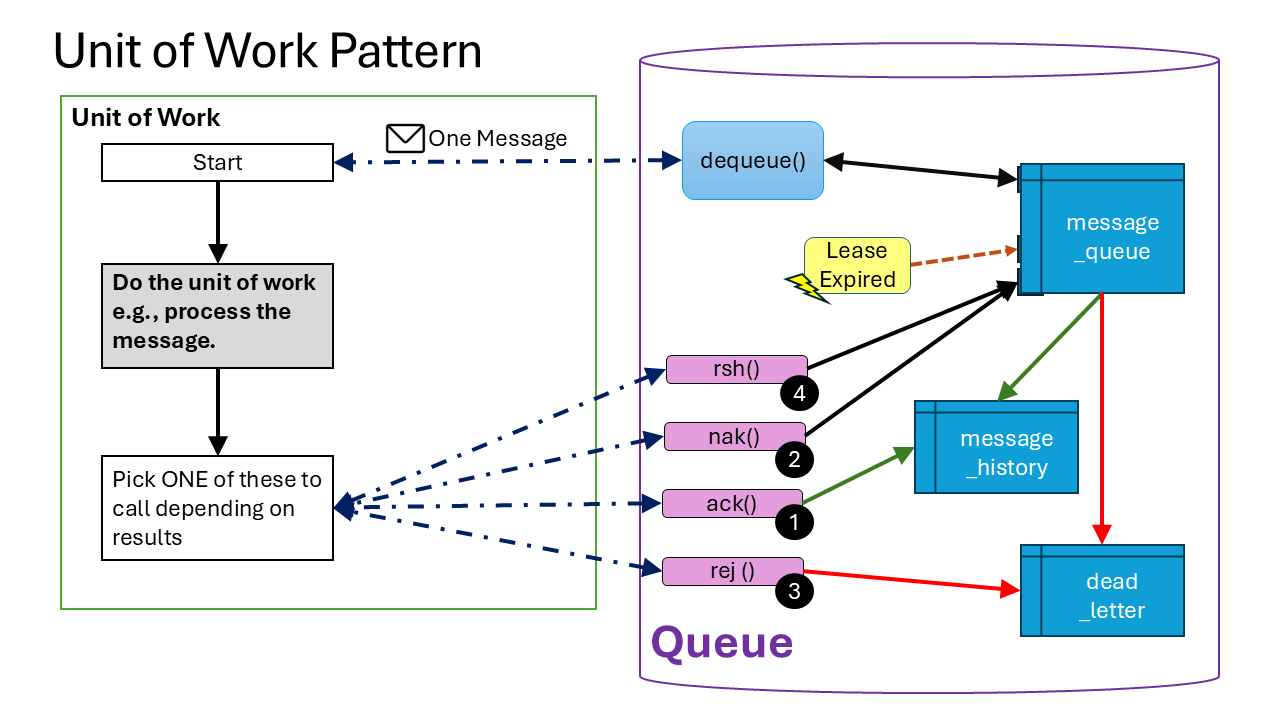 Unit of Work Pattern
Unit of Work
Start
One Message
Do the unit of work
e.g., process the
message.
Pick ONE of these to
call depending on
results
dequeue()
message
_queue
Lease
Expired
rsh()
4
nak()
2
ack()
1
rej ()
3
message
_history
dead
_letter
Queue